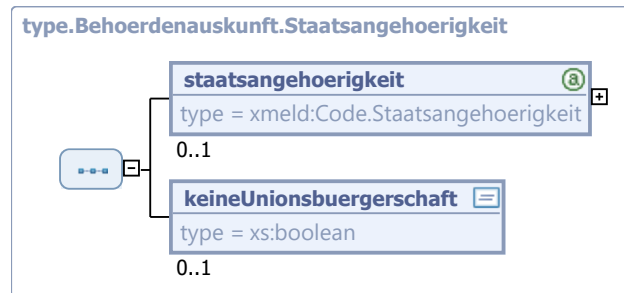 type.Behoerdenauskunft.Staatsangehoerigkeit
staatsangehoerigkeit
type = xmeld:Code.Staatsangehoerigkeit
0..1
keineUnionsbuergerschaft
type = xs:boolean
0..1